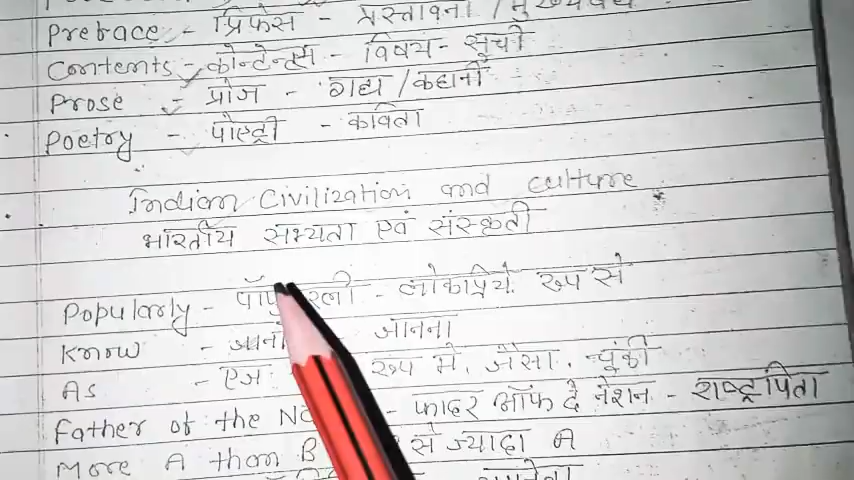 Preface - प्रिफेस - प्रस्तावना /
Contents - कोन्टेन्ट्स - विषय-सूची
Prose - प्रोज - गद्य /कहानी
Poetry - पोएट्री - कविता
Indian Civilization and culture
भारतीय सभ्यता एवं संस्कृती
Popularly - - लोकप्रिये रूप से
Know - जानना
As - एज रूप मे, जैसा, चूंकी
Father of the - फादर ऑफ दे नेशन - राष्ट्रपिता
More A than B से ज्यादा